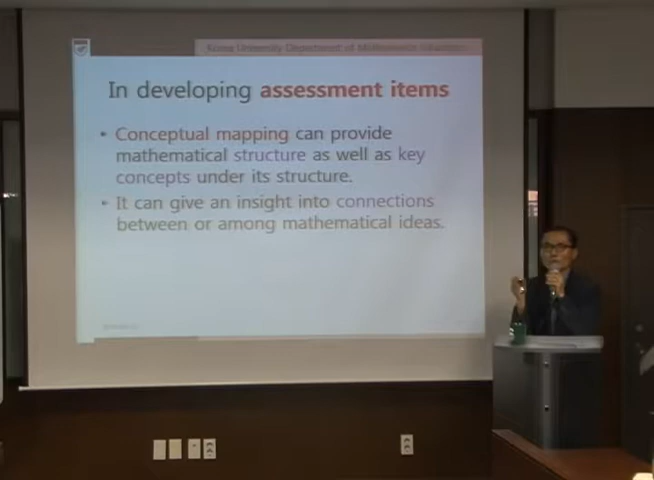 Korea University Department of Mathematics Education
In developing assessment items
• Conceptual mapping can provide
mathematical structure as well as key
concepts under its structure.
• It can give an insight into connections
between or among mathematical ideas.